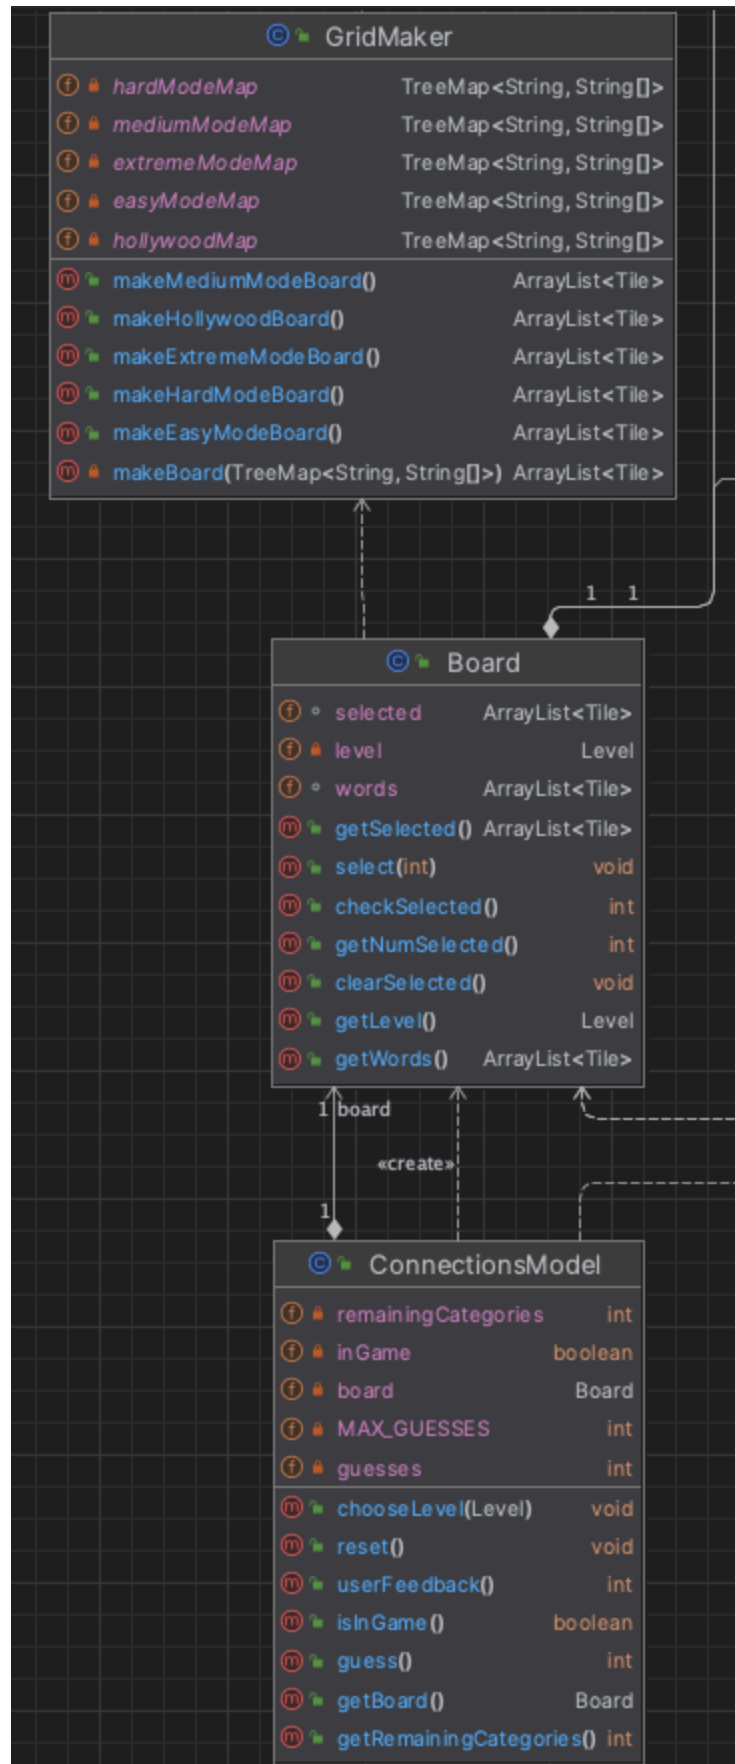 GridMaker
hardModeMap TreeMap<String, String[]>
mediumModeMap TreeMap<String, String[]>
extremeModeMap TreeMap<String, String[]>
easyModeMap TreeMap<String, String[]>
hollywoodMap TreeMap<String, String[]>
makeMediumModeBoard() ArrayList<Tile>
makeHollywoodBoard() ArrayList<Tile>
makeExtremeModeBoard() ArrayList<Tile>
makeHardModeBoard() ArrayList<Tile>
makeEasyModeBoard() ArrayList<Tile>
makeBoard(TreeMap<String, String[]>) ArrayList<Tile>
1 1
Board
selected ArrayList<Tile>
level Level
words ArrayList<Tile>
getSelected() ArrayList<Tile>
select(int) void
checkSelected() int
getNumSelected() int
clearSelected() void
getLevel() Level
getWords() ArrayList<Tile>
1 board
«create»
1
ConnectionsModel
remainingCategories int
inGame boolean
board Board
MAX_GUESSES int
guesses int
chooseLevel(Level) void
reset() void
userFeedback() int
isInGame() boolean
guess() int
getBoard() Board
getRemainingCategories() int